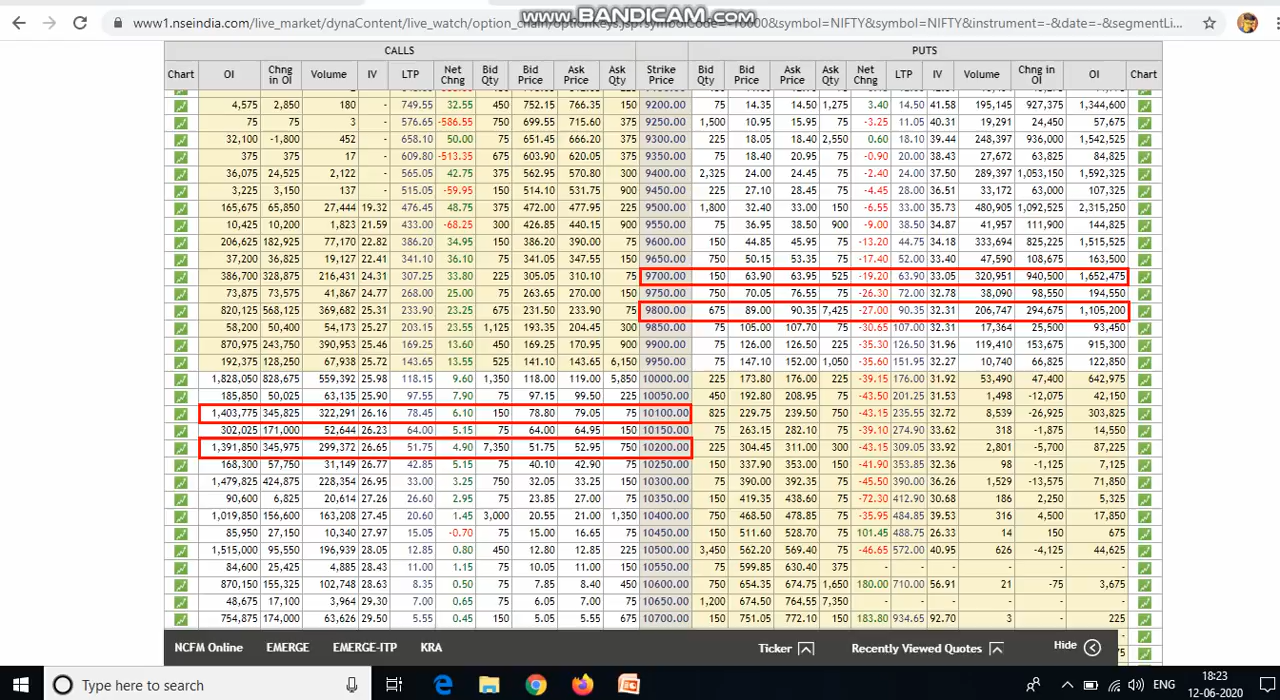 WWW.BANDICAM.COM
www1.nseindia.com/live_market/dynaContent/live_watch/option_chain/optionKeys.jsp?symbolCode=-10006&symbol=NIFTY&symbol=NIFTY&instrument=-&date=-&segmentLi...
CALLS PUTS
Chart OI Chng in OI Volume IV LTP Net Chng Bid Qty Bid Price Ask Price Ask Qty Strike Price Bid Qty Bid Price Ask Price Ask Qty Net Chng LTP IV Volume Chng in OI OI Chart
4,575 2,850 180 - 749.55 32.55 450 752.15 766.35 150 9200.00 75 14.35 14.50 1,275 3.40 14.50 41.58 195,145 927,375 1,344,600
75 75 3 - 576.65 -586.55 750 699.55 715.60 375 9250.00 1,500 10.95 15.95 75 -3.25 11.05 40.31 19,291 24,450 57,675
32,100 -1,800 452 - 658.10 50.00 75 651.45 666.20 375 9300.00 225 18.05 18.40 2,550 0.60 18.10 39.44 248,397 936,000 1,542,525
375 375 17 - 609.80 -513.35 675 603.90 620.05 375 9350.00 75 18.40 20.95 75 -0.90 20.00 38.43 27,672 63,825 84,825
36,075 24,525 2,122 - 565.05 42.75 375 562.95 570.80 300 9400.00 2,325 24.00 24.45 75 -2.40 24.00 37.50 289,397 1,053,150 1,592,325
3,225 3,150 137 - 515.05 -59.95 150 514.10 531.75 900 9450.00 225 27.10 28.45 75 -4.45 28.00 36.51 33,172 63,000 107,325
165,675 65,850 27,444 19.32 476.45 48.75 375 472.00 477.95 225 9500.00 1,800 32.40 33.00 150 -6.55 33.00 35.73 480,905 1,092,525 2,315,250
10,425 10,200 1,823 21.59 433.00 -68.25 300 426.85 440.15 900 9550.00 75 36.95 38.50 900 -9.00 38.50 34.87 41,957 111,900 144,825
206,625 182,925 77,170 22.82 386.20 34.95 150 386.20 390.00 75 9600.00 150 44.85 45.95 75 -13.20 44.75 34.18 333,694 825,225 1,515,525
37,200 36,825 19,127 22.41 341.10 36.10 75 341.05 347.55 150 9650.00 750 50.15 53.35 75 -17.40 52.00 33.40 47,590 108,675 163,500
386,700 328,875 216,431 24.31 307.25 33.80 225 305.05 310.10 75 9700.00 150 63.90 63.95 525 -19.20 63.90 33.05 320,951 940,500 1,652,475
73,875 73,575 41,867 24.77 268.00 25.00 75 263.65 270.00 150 9750.00 750 70.05 76.55 75 -26.30 72.00 32.78 38,090 98,550 194,550
820,125 568,125 369,682 25.31 233.90 23.25 675 231.50 233.90 75 9800.00 675 89.00 90.35 7,425 -27.00 90.35 32.31 206,747 294,675 1,105,200
58,200 50,400 54,173 25.27 203.15 23.55 1,125 193.35 204.45 300 9850.00 75 105.00 107.70 75 -30.65 107.00 32.31 17,364 25,500 93,450
870,975 243,750 390,953 25.46 169.25 13.60 450 169.25 170.95 900 9900.00 225 126.00 126.50 75 -35.30 126.50 31.96 119,410 153,675 915,300
192,375 128,250 67,938 25.72 143.65 13.55 525 141.10 143.65 6,150 9950.00 75 147.10 152.00 1,050 -35.60 151.95 32.27 10,740 66,825 122,850
1,828,050 828,675 559,392 25.98 118.15 9.60 1,350 118.00 119.00 5,850 10000.00 225 173.80 176.00 225 -39.15 176.00 31.92 53,490 47,400 642,975
185,850 50,025 63,135 25.90 97.55 7.90 75 97.15 99.50 225 10050.00 450 192.80 208.95 75 -43.50 201.55 31.92 1,498 -12,075 42,150
1,403,775 345,825 322,291 26.16 78.45 6.10 150 78.80 79.05 75 10100.00 825 229.75 239.50 750 -43.15 235.55 32.72 8,539 -26,925 303,825
302,025 171,000 52,644 26.23 64.00 5.15 75 64.00 64.95 150 10150.00 75 263.15 282.10 75 -39.10 274.90 33.62 318 -1,875 14,550
1,391,850 345,975 299,372 26.65 51.75 4.90 7,350 51.75 52.95 750 10200.00 225 304.45 311.00 300 -43.15 309.05 33.92 2,801 -5,700 87,225
168,300 57,750 31,149 26.77 42.85 5.15 75 40.10 42.90 75 10250.00 150 337.90 353.00 150 -41.90 353.85 32.36 98 -1,125 7,125
1,479,825 424,875 228,354 26.95 33.00 3.25 750 32.05 33.25 150 10300.00 75 390.00 392.35 75 -45.50 390.00 36.26 1,529 -13,575 71,850
90,600 6,825 20,614 27.26 26.60 2.95 75 23.85 27.00 75 10350.00 150 419.35 438.60 75 -72.30 412.90 30.68 186 2,250 5,325
1,019,850 156,600 163,208 27.45 20.60 1.45 3,000 20.55 21.00 1,350 10400.00 75 468.50 478.85 75 -35.95 484.85 39.53 316 4,500 17,850
85,950 27,150 10,340 27.97 15.05 -0.70 75 15.00 16.65 75 10450.00 150 511.60 528.70 75 101.45 488.75 26.33 14 150 675
1,515,000 95,550 196,939 28.05 12.85 0.80 450 12.80 12.85 225 10500.00 3,450 562.20 569.40 75 -46.65 572.00 40.95 626 -4,125 44,625
84,600 25,425 4,885 28.43 11.00 1.15 75 10.05 11.00 150 10550.00 75 599.85 630.40 375 - - - - - -
870,150 155,325 102,748 28.63 8.35 0.50 75 7.85 8.40 450 10600.00 75 654.35 674.75 1,650 180.00 710.00 56.91 21 -75 3,675
48,675 17,100 3,964 29.30 7.00 0.65 75 6.05 7.00 75 10650.00 1,200 674.50 764.55 7,350 - - - - - -
754,875 174,000 63,626 29.50 5.55 0.45 150 5.05 5.55 675 10700.00 150 751.05 772.10 150 183.80 934.65 92.70 3 - 225
NCFM Online EMERGE EMERGE-ITP KRA Ticker Recently Viewed Quotes Hide
Type here to search
ENG
18:23
12-06-2020